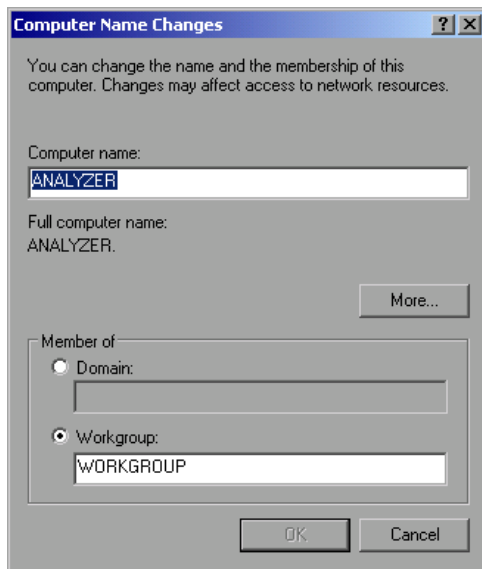 Computer Name Changes
You can change the name and the membership of this
computer. Changes may affect access to network resources.
Computer name:
ANALYZER
Full computer name:
ANALYZER.
More...
Member of
Domain:
Workgroup:
WORKGROUP
OK
Cancel